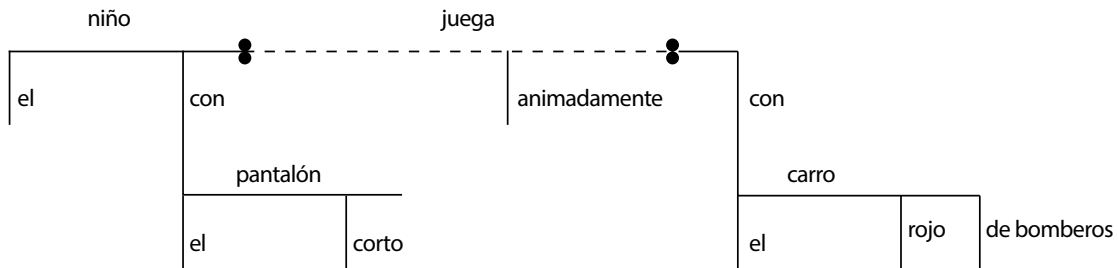 niño juega
el con animadamente con
pantalón carro
el corto el rojo de bomberos